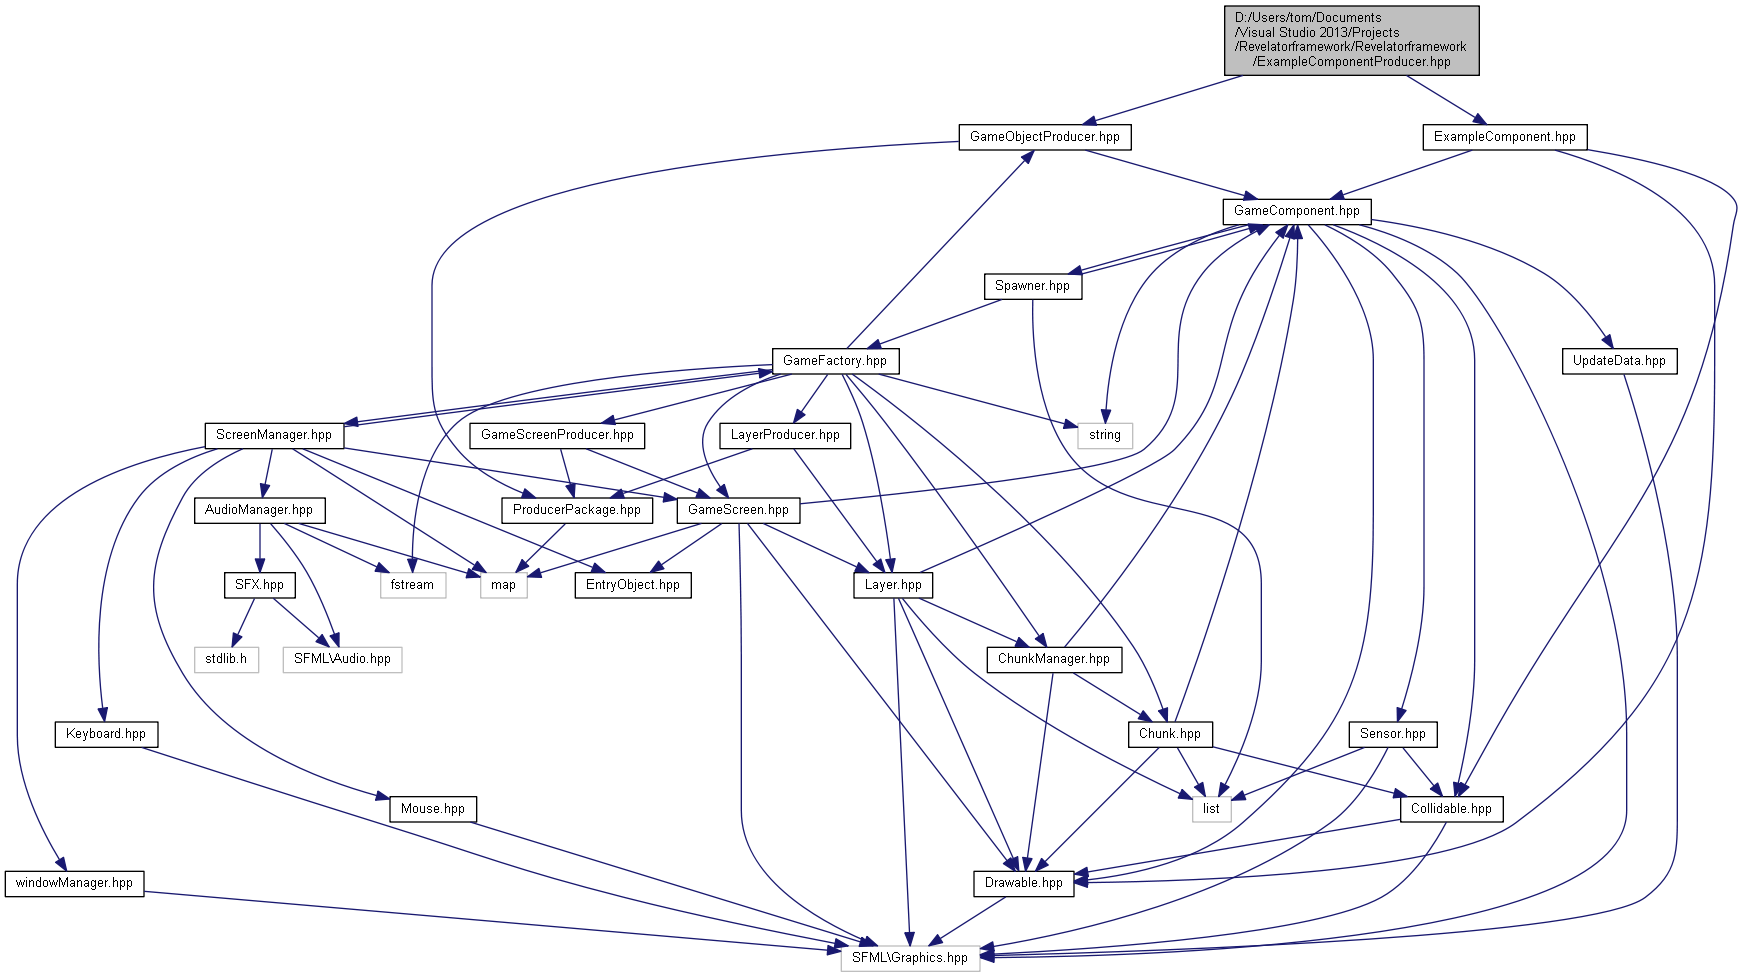 D:/Users/tom/Documents
/Visual Studio 2013/Projects
/Revelatorframework/Revelatorframework
/ExampleComponentProducer.hpp
GameObjectProducer.hpp
ExampleComponent.hpp
GameComponent.hpp
Spawner.hpp
GameFactory.hpp
UpdateData.hpp
ScreenManager.hpp
GameScreenProducer.hpp
LayerProducer.hpp
string
AudioManager.hpp
ProducerPackage.hpp
GameScreen.hpp
SFX.hpp
fstream
map
EntryObject.hpp
Layer.hpp
stdlib.h
SFML\Audio.hpp
ChunkManager.hpp
Keyboard.hpp
Chunk.hpp
Sensor.hpp
Mouse.hpp
list
Collidable.hpp
windowManager.hpp
Drawable.hpp
SFML\Graphics.hpp